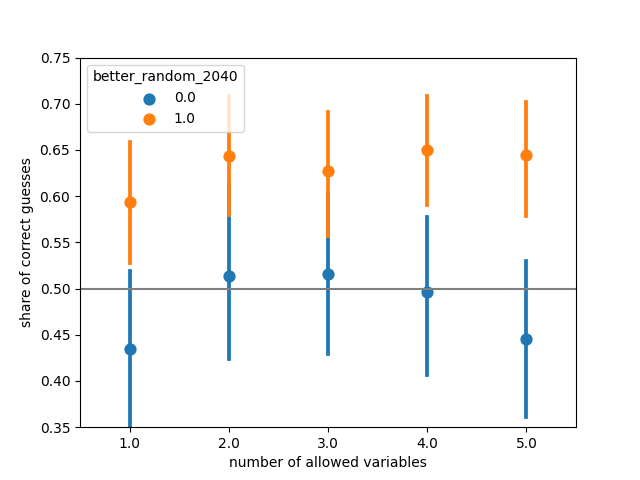 better_random_2040
0.0
1.0
0.75
0.70
0.65
0.60
0.55
0.50
0.45
0.40
0.35
share of correct guesses
1.0 2.0 3.0 4.0 5.0
number of allowed variables